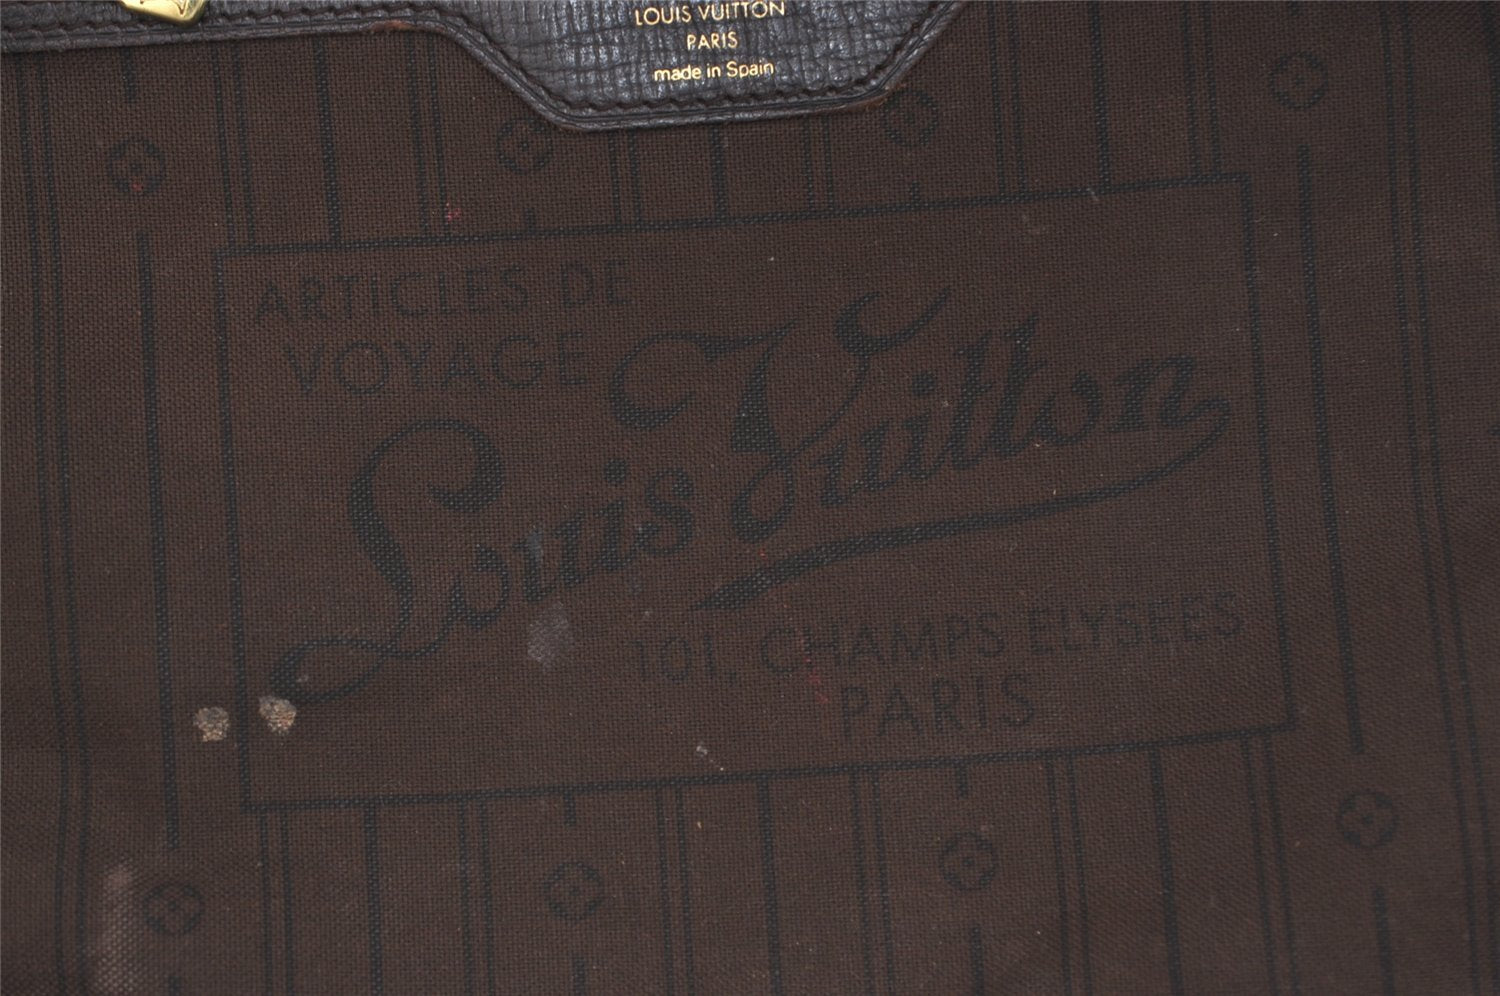 LOUIS VUITTON
PARIS
made in Spain
ARTICLES DE
VOYAGE
Louis Vuitton
101, CHAMPS ELYSEES
PARIS